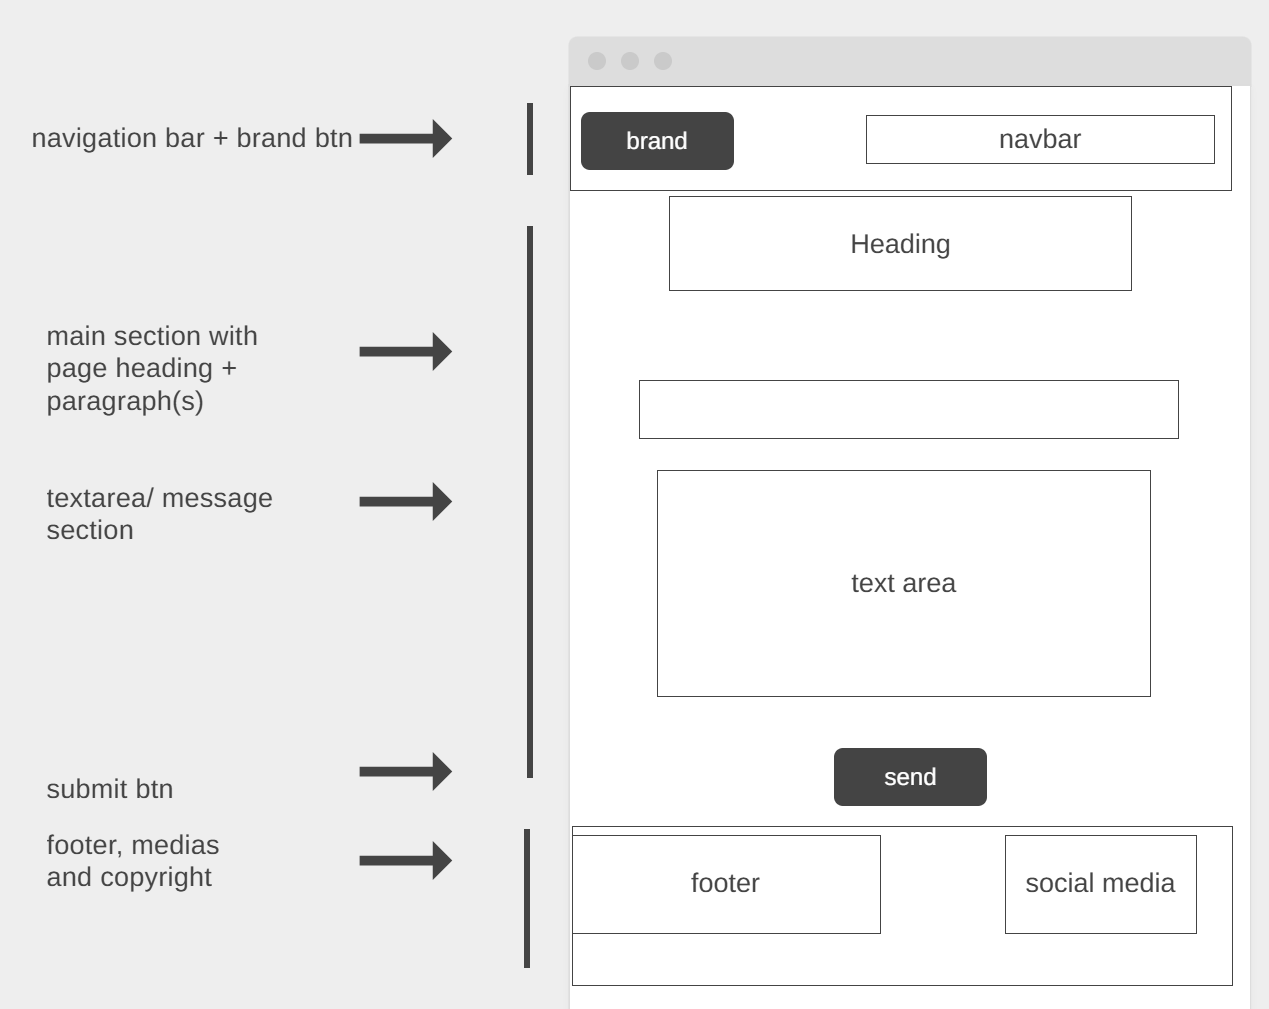 navigation bar + brand btn
brand
navbar
Heading
main section with
page heading +
paragraph(s)
textarea/ message
section
text area
submit btn
send
footer, medias
and copyright
footer
social media